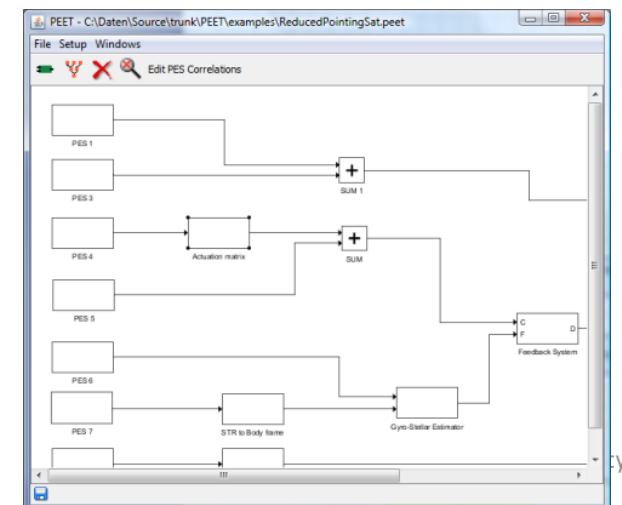 PEET - C:\Daten\Source\trunk\PEET\examples\ReducedPointingSat.peet
File Setup Windows
Edit PES Correlations
PES 1
SUM 1
PES 3
PES 4
Actuation matrix
SUM
PES 5
C
F
D
Feedback System
PES 6
Gyro-Stellar Estimator
PES 7
STR to Body frame